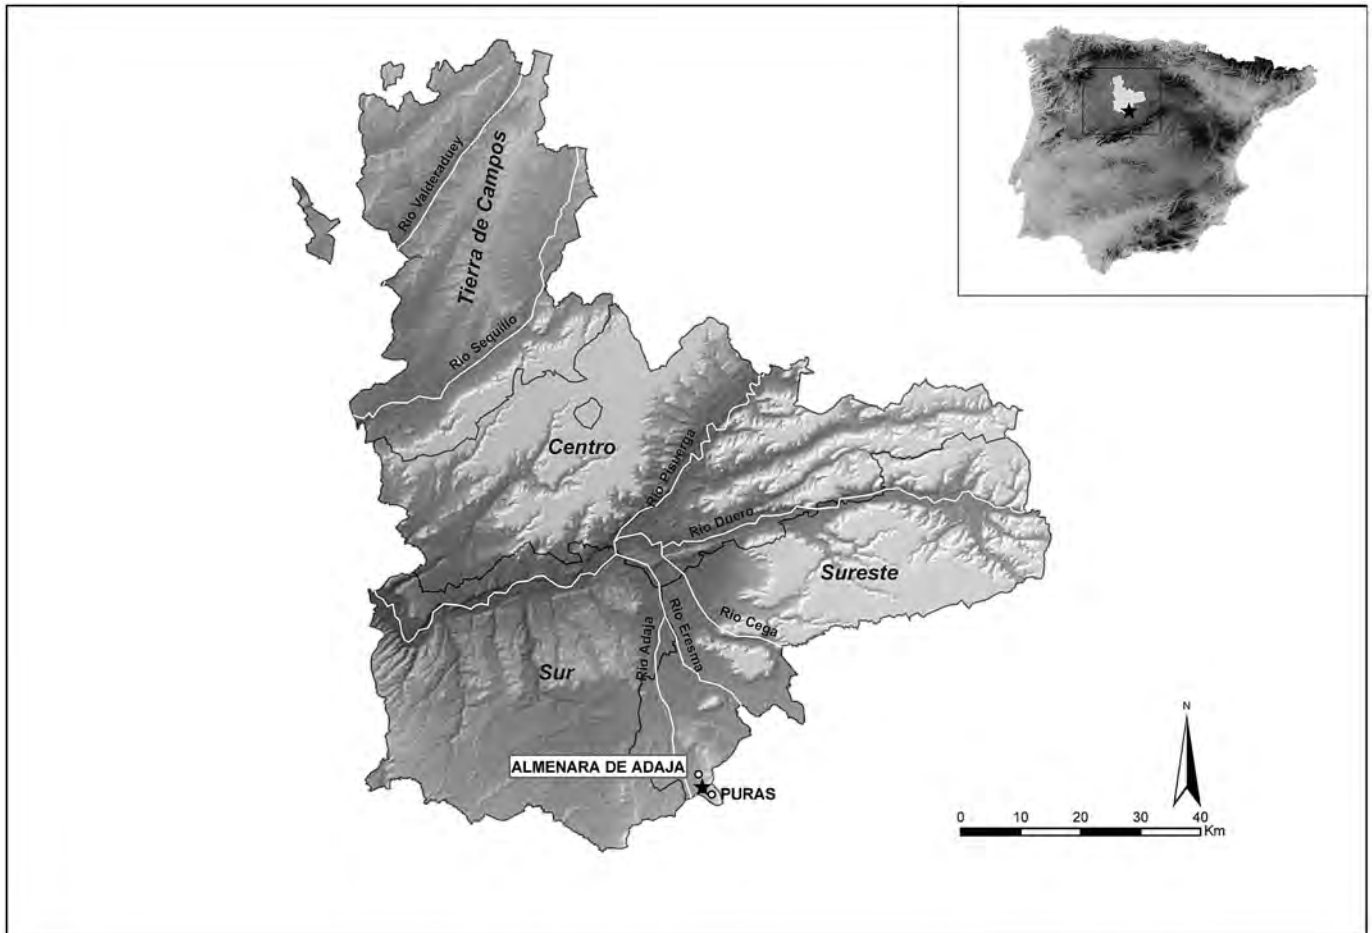 Río Valderaduey
Tierra de Campos
Río Sequillo
Centro
Río Pisuerga
Río Duero
Sureste
Río Cega
Río Eresma
Río Adaja
Sur
ALMENARA DE ADAJA
PURAS
N
0 10 20 30 40
Km